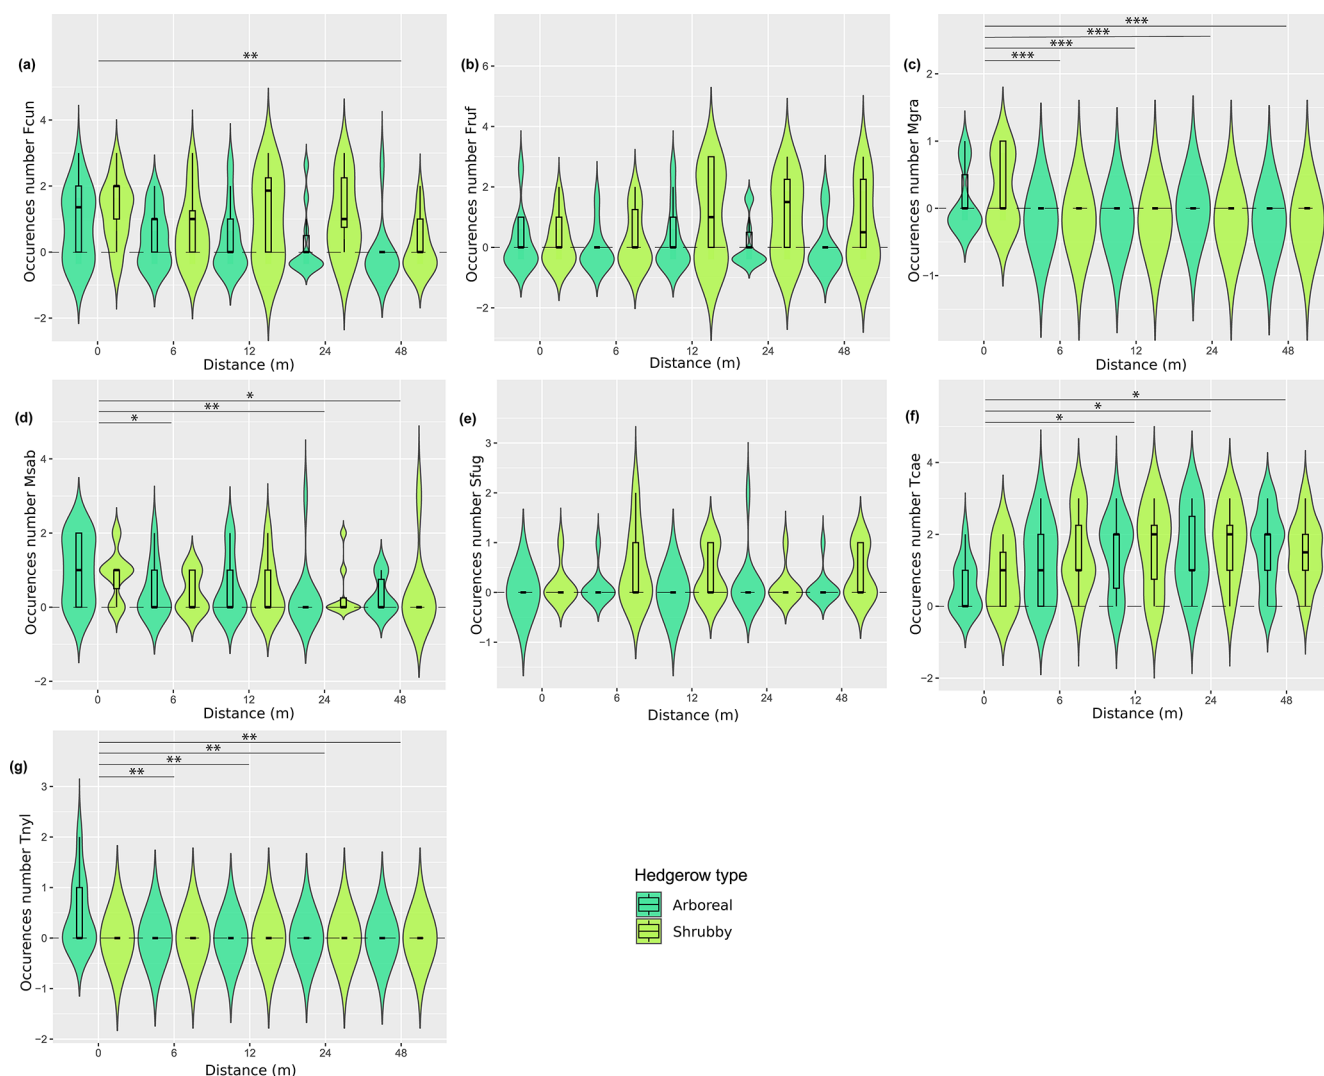 (a)
**
Occurences number Fcun
4
2
0
−2
0 6 12 24 48
Distance (m)
(b)
Occurences number Fruf
6
4
2
0
−2
0 6 12 24 48
Distance (m)
(c)
***
***
***
***
Occurences number Mgra
2
1
0
−1
0 6 12 24 48
Distance (m)
(d)
*
**
*
Occurences number Msab
4
2
0
−2
0 6 12 24 48
Distance (m)
(e)
Occurences number Sfug
3
2
1
0
−1
0 6 12 24 48
Distance (m)
(f)
*
*
*
Occurences number Tcae
4
2
0
−2
0 6 12 24 48
Distance (m)
(g)
**
**
**
**
Occurences number Tnyl
3
2
1
0
−1
−2
0 6 12 24 48
Distance (m)
Hedgerow type
Arboreal
Shrubby